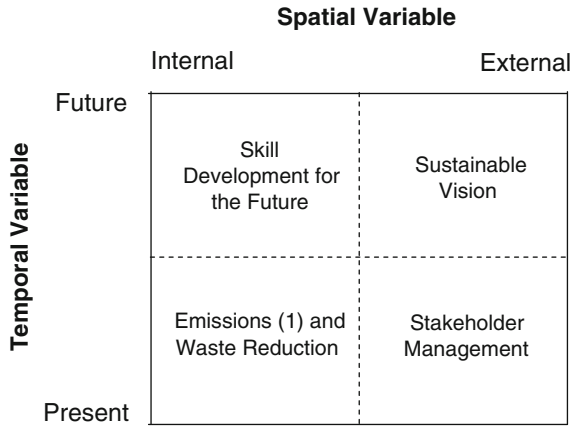 Spatial Variable
Internal
External
Future
Temporal Variable
Skill
Development for
the Future
Sustainable
Vision
Emissions (1) and
Waste Reduction
Stakeholder
Management
Present